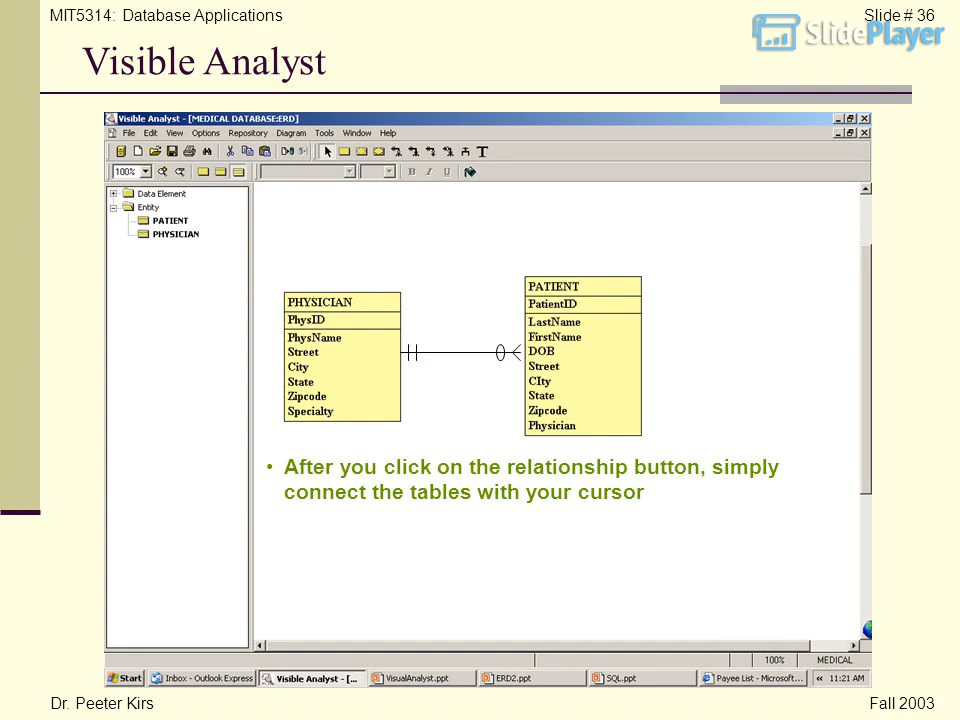 MIT5314: Database Applications
Slide # 36
SlidePlayer
Visible Analyst
Visible Analyst - [MEDICAL DATABASE:ERD]
File Edit View Options Repository Diagram Tools Window Help
100% B I U
Data Element
Entity
PATIENT
PHYSICIAN
PHYSICIAN
PhysID
PhysName
Street
City
State
Zipcode
Specialty
PATIENT
PatientID
LastName
FirstName
DOB
Street
CIty
State
Zipcode
Physician
• After you click on the relationship button, simply
connect the tables with your cursor
100% MEDICAL
Start Inbox - Outlook Express Visible Analyst - [... VisualAnalyst.ppt ERD2.ppt SQL.ppt Payee List - Microsoft... « 11:21 AM
Dr. Peeter Kirs
Fall 2003